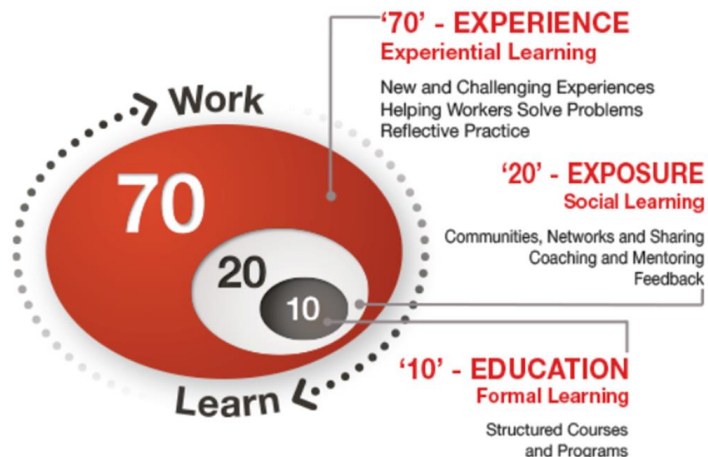 Work
70
20
10
Learn
‘70’ - EXPERIENCE
Experiential Learning
New and Challenging Experiences
Helping Workers Solve Problems
Reflective Practice
‘20’ - EXPOSURE
Social Learning
Communities, Networks and Sharing
Coaching and Mentoring
Feedback
‘10’ - EDUCATION
Formal Learning
Structured Courses
and Programs